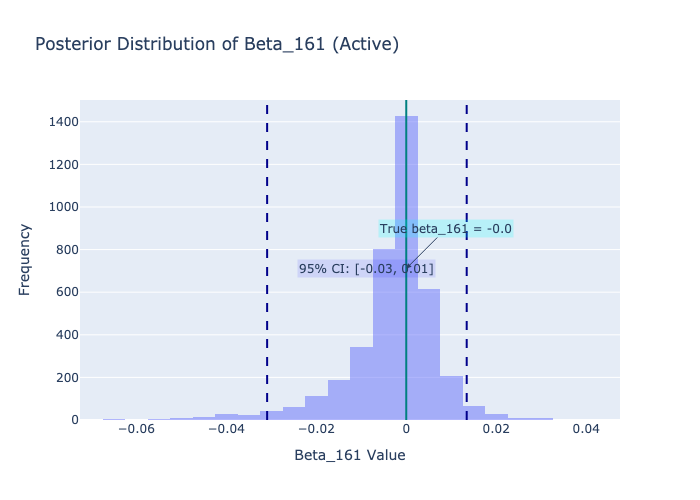 Posterior Distribution of Beta_161 (Active)
1400
1200
1000
800
600
400
200
0
True beta_161 = -0.0
95% CI: [-0.03, 0.01]
−0.06
−0.04
−0.02
0
0.02
0.04
Beta_161 Value
Frequency